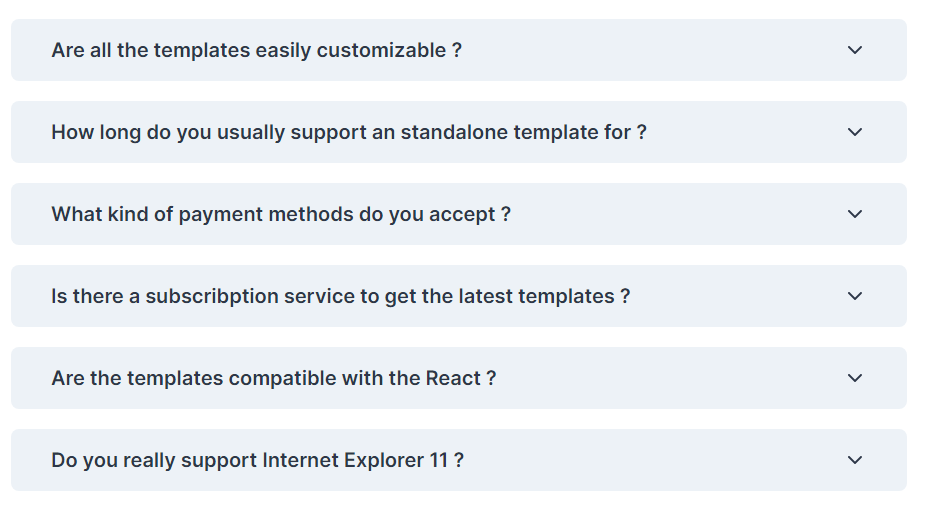 Are all the templates easily customizable ?
How long do you usually support an standalone template for ?
What kind of payment methods do you accept ?
Is there a subscribption service to get the latest templates ?
Are the templates compatible with the React ?
Do you really support Internet Explorer 11 ?